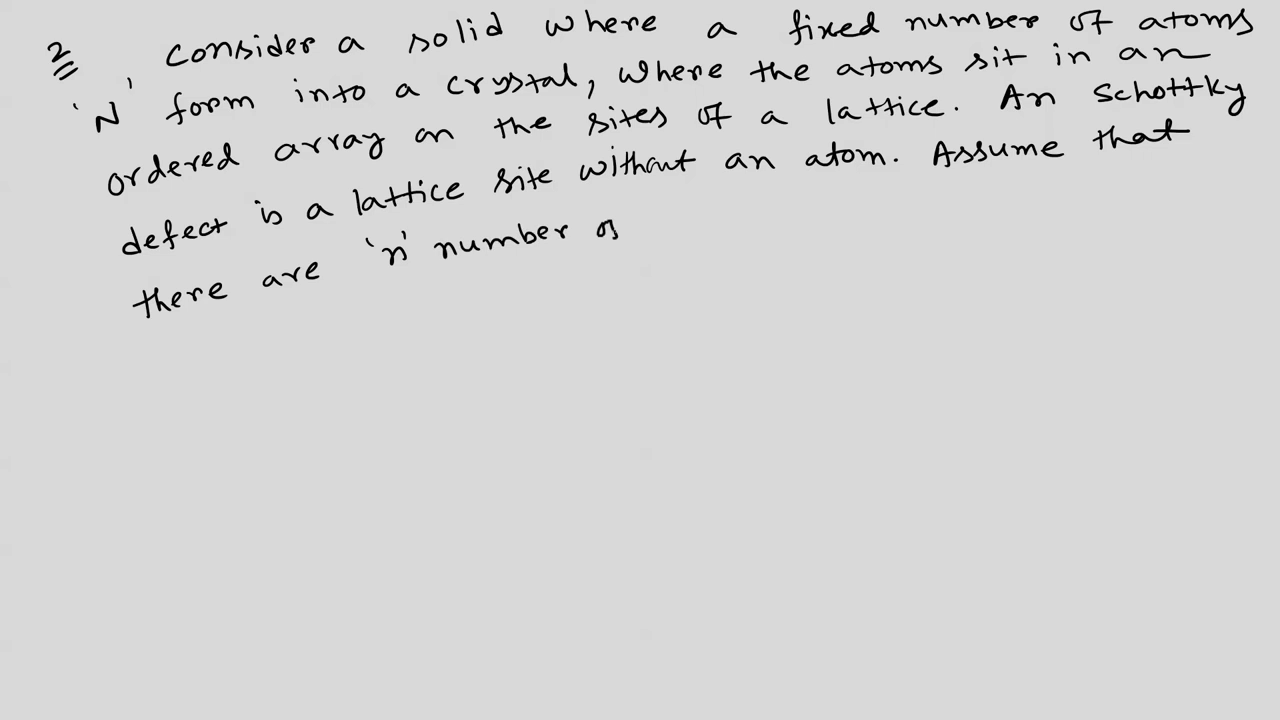 2 Consider a solid where a fixed number of atoms
'N' form into a crystal, where the atoms sit in an
ordered array on the sites of a lattice. An Schottky
defect is a lattice site without an atom. Assume that
there are 'n' number o